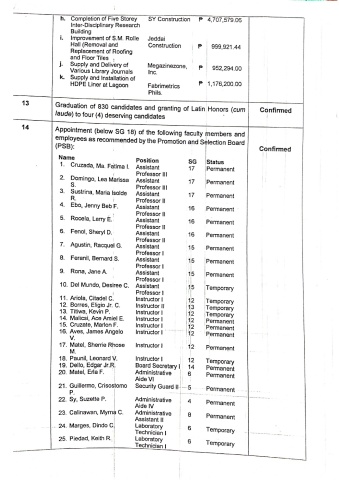 h. Completion of Five Storey SY Construction ₱ 4,707,579.05
Inter-Disciplinary Research
Building
i. Improvement of S.M. Rolle Jeddai
Hall (Removal and Construction ₱ 999,921.44
Replacement of Roofing
and Floor Tiles
j. Supply and Delivery of Megazinezone, ₱ 952,294.00
Various Library Journals Inc.
k. Supply and Installation of ₱ 1,176,200.00
HDPE Liner at Lagoon Fabrimetrics
Phils.
13 Graduation of 830 candidates and granting of Latin Honors (cum Confirmed
laude) to four (4) deserving candidates
14 Appointment (below SG 18) of the following faculty members and
employees as recommended by the Promotion and Selection Board Confirmed
(PSB):
Name Position SG Status
1. Cruzada, Ma. Fatima I. Assistant 17 Permanent
Professor III
2. Domingo, Lea Marissa Assistant 17 Permanent
S. Professor III
3. Sustrina, Maria Isolde Assistant 17 Permanent
R. Professor II
4. Ebo, Jenny Beb F. Assistant 16 Permanent
Professor II
5. Rocela, Larry E. Assistant 16 Permanent
Professor II
6. Fenol, Sheryl D. Assistant 16 Permanent
Professor II
7. Agustin, Racquel G. Assistant 15 Permanent
Professor I
8. Feranil, Bernard S. Assistant 15 Permanent
Professor I
9. Rona, Jane A. Assistant 15 Permanent
Professor I
10. Del Mundo, Desiree C. Assistant 15 Temporary
Professor I
11. Ariola, Citadel C. Instructor I 12 Temporary
12. Borres, Eligin Jr. C. Instructor II 13 Temporary
13. Titiwa, Kevin P. Instructor I 12 Temporary
14. Malicsi, Ace Amiel E. Instructor I 12 Permanent
15. Cruzate, Marlon F. Instructor I 12 Permanent
16. Aves, James Angelo Instructor I 12 Permanent
V.
17. Matel, Sherrie Rhose Instructor I 12 Permanent
M.
18. Paunil, Leonard V. Instructor I 12 Temporary
19. Dello, Edgar Jr.R. Board Secretary I 14 Permanent
20. Matel, Erla F. Administrative 6 Permanent
Aide VI
21. Guillermo, Crisostomo Security Guard II 5 Permanent
P.
22. Sy, Suzette P. Administrative 4 Permanent
Aide IV
23. Calinawan, Myrna C. Administrative 8 Permanent
Assistant II
24. Marges, Dindo C. Laboratory 6 Temporary
Technician I
25. Piedad, Keith R. Laboratory 6 Temporary
Technician I